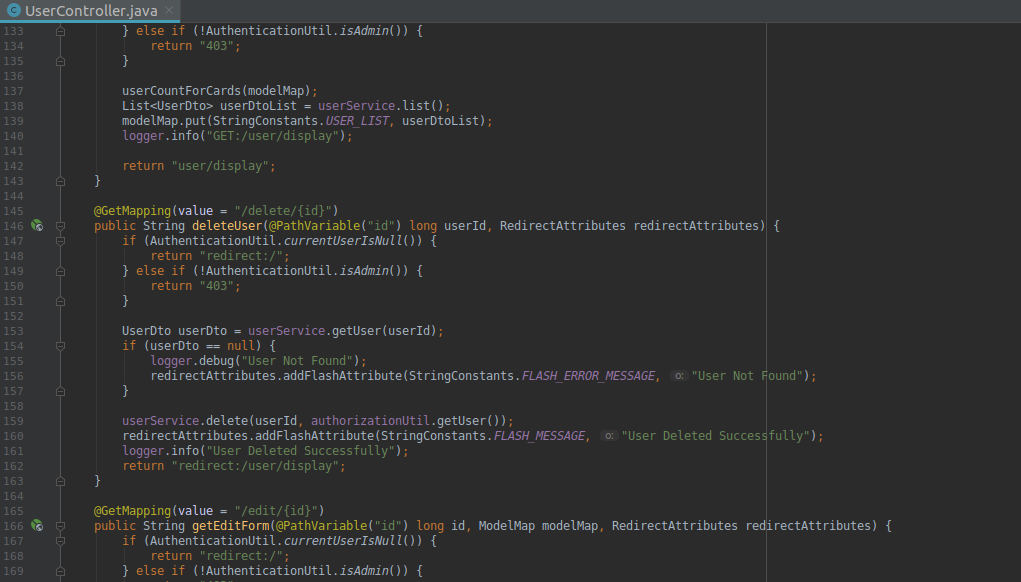 UserController.java
133 } else if (!AuthenticationUtil.isAdmin()) {
134 return "403";
135 }
136
137 userCountForCards(modelMap);
138 List<UserDto> userDtoList = userService.list();
139 modelMap.put(StringConstants.USER_LIST, userDtoList);
140 logger.info("GET:/user/display");
141
142 return "user/display";
143 }
144
145 @GetMapping(value = "/delete/{id}")
146 public String deleteUser(@PathVariable("id") long userId, RedirectAttributes redirectAttributes) {
147 if (AuthenticationUtil.currentUserIsNull()) {
148 return "redirect:/";
149 } else if (!AuthenticationUtil.isAdmin()) {
150 return "403";
151 }
152
153 UserDto userDto = userService.getUser(userId);
154 if (userDto == null) {
155 logger.debug("User Not Found");
156 redirectAttributes.addFlashAttribute(StringConstants.FLASH_ERROR_MESSAGE, o: "User Not Found");
157 }
158
159 userService.delete(userId, authorizationUtil.getUser());
160 redirectAttributes.addFlashAttribute(StringConstants.FLASH_MESSAGE, o: "User Deleted Successfully");
161 logger.info("User Deleted Successfully");
162 return "redirect:/user/display";
163 }
164
165 @GetMapping(value = "/edit/{id}")
166 public String getEditForm(@PathVariable("id") long id, ModelMap modelMap, RedirectAttributes redirectAttributes) {
167 if (AuthenticationUtil.currentUserIsNull()) {
168 return "redirect:/";
169 } else if (!AuthenticationUtil.isAdmin()) {